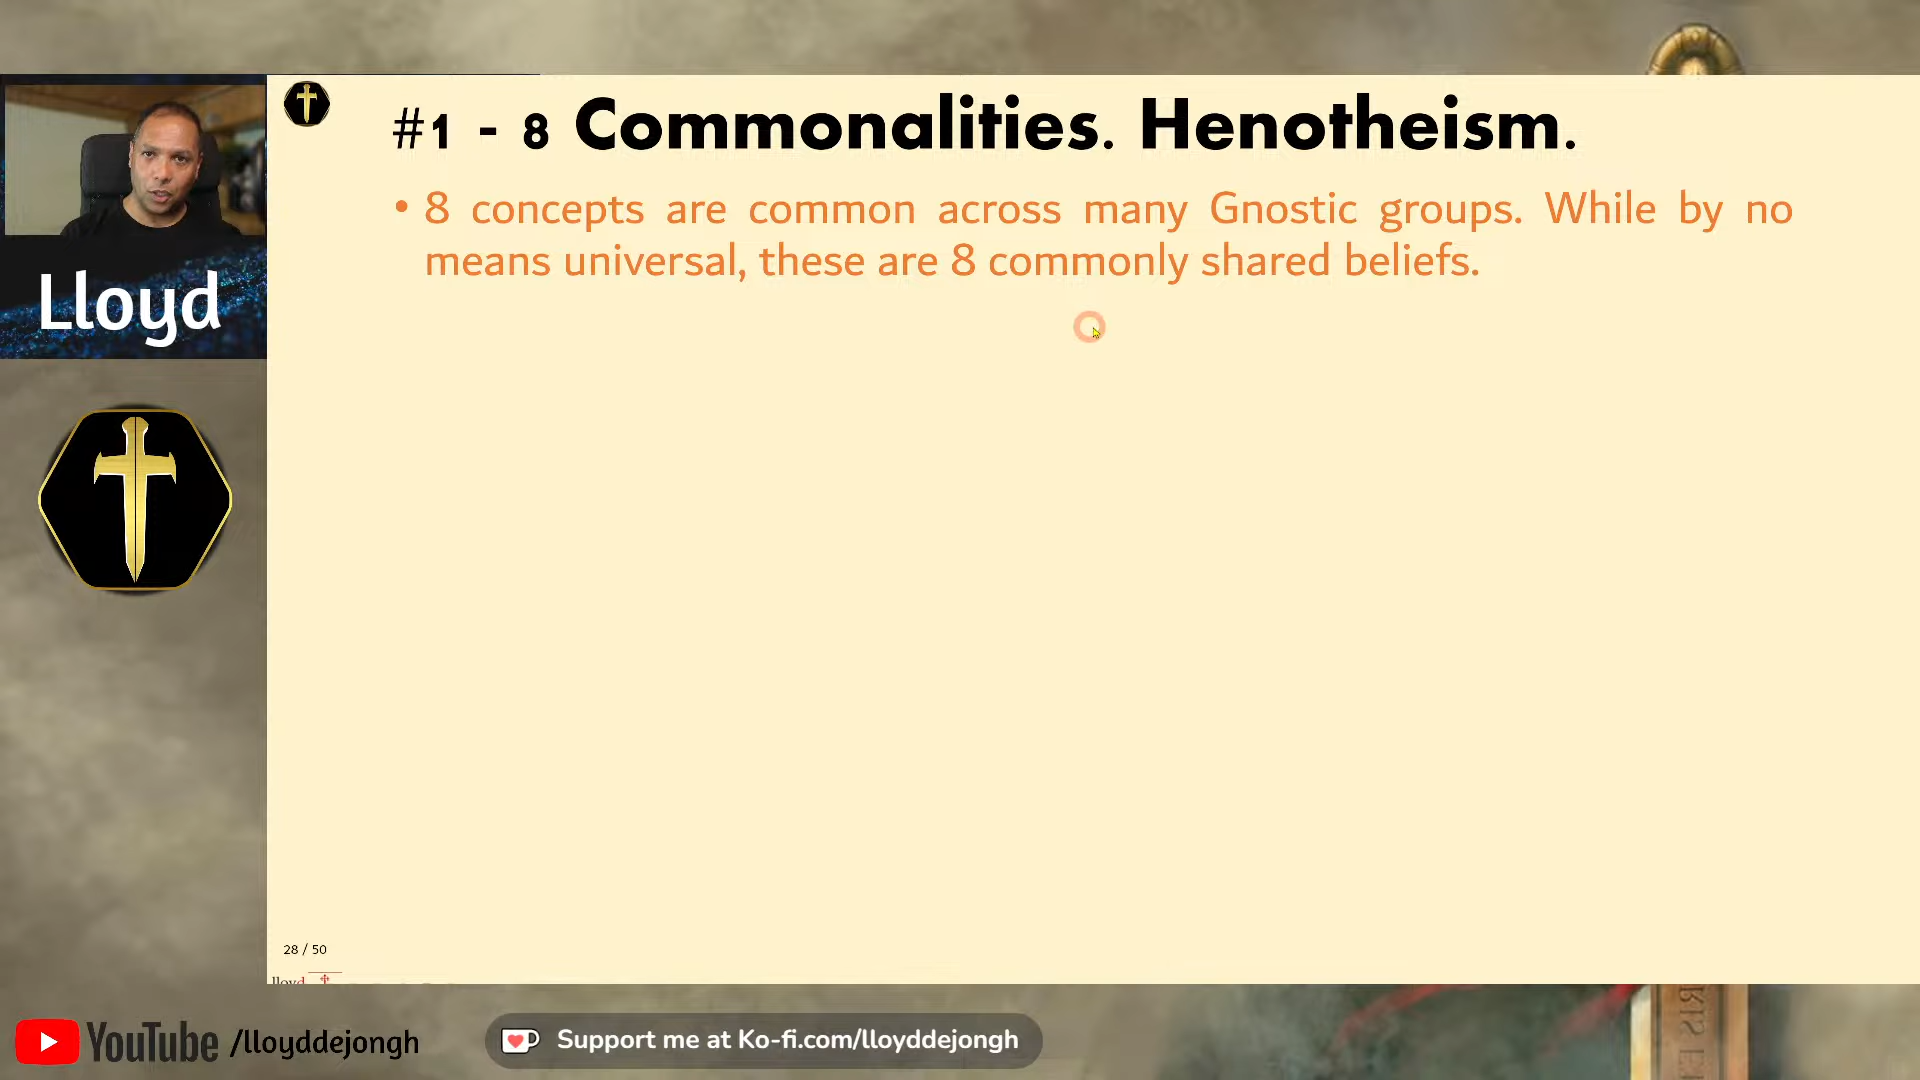 #1 - 8 Commonalities. Henotheism.
• 8 concepts are common across many Gnostic groups. While by no
means universal, these are 8 commonly shared beliefs.
Lloyd
28 / 50
lloyd
YouTube /lloyddejongh
Support me at Ko-fi.com/lloyddejongh